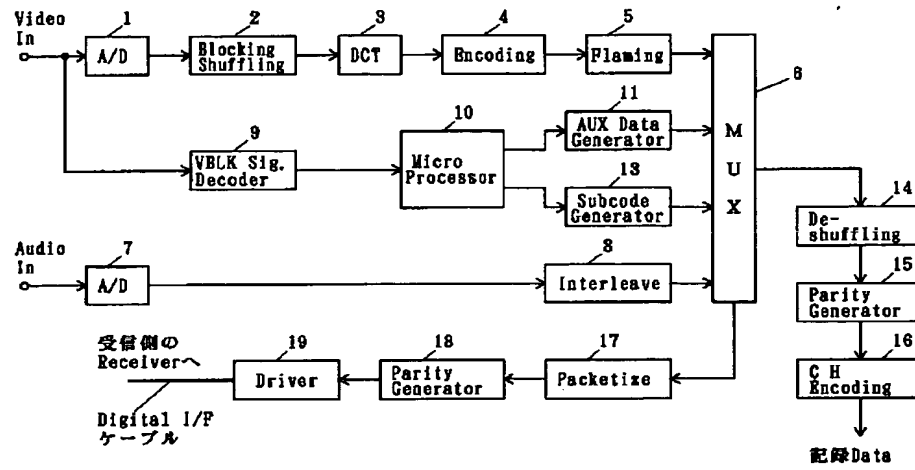 Video
In
1
A/D
2
Blocking
Shuffling
3
DCT
4
Encoding
5
Flaming
6
M
U
X
9
VBLK Sig.
Decoder
10
Micro
Processor
11
AUX Data
Generator
13
Subcode
Generator
14
De-
shuffling
Audio
In
7
A/D
8
Interleave
15
Parity
Generator
受信側の
Receiverへ
19
Driver
18
Parity
Generator
17
Packetize
16
C H
Encoding
Digital I/F
ケーブル
記録Data